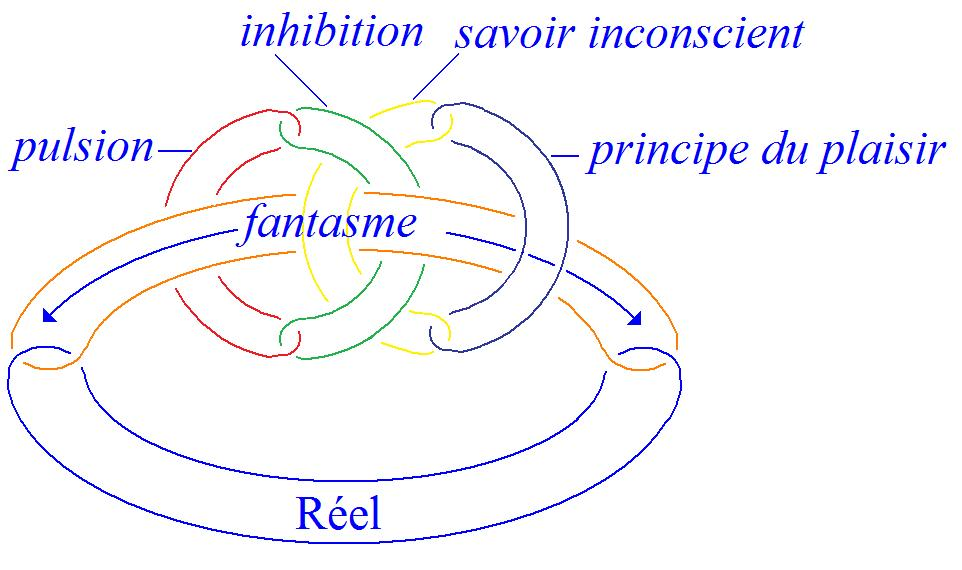 inhibition savoir inconscient
pulsion
principe du plaisir
fantasme
Réel